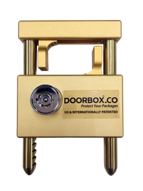 DOORBOX.CO
Protect Your Packages
US & INTERNATIONALLY PATENTED